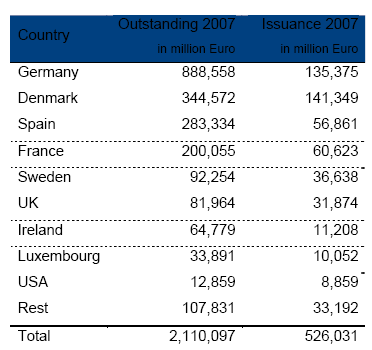 Country Outstanding 2007 Issuance 2007
in million Euro in million Euro
Germany 888,558 135,375
Denmark 344,572 141,349
Spain 283,334 56,861
France 200,055 60,623
Sweden 92,254 36,638
UK 81,964 31,874
Ireland 64,779 11,208
Luxembourg 33,891 10,052
USA 12,859 8,859
Rest 107,831 33,192
Total 2,110,097 526,031